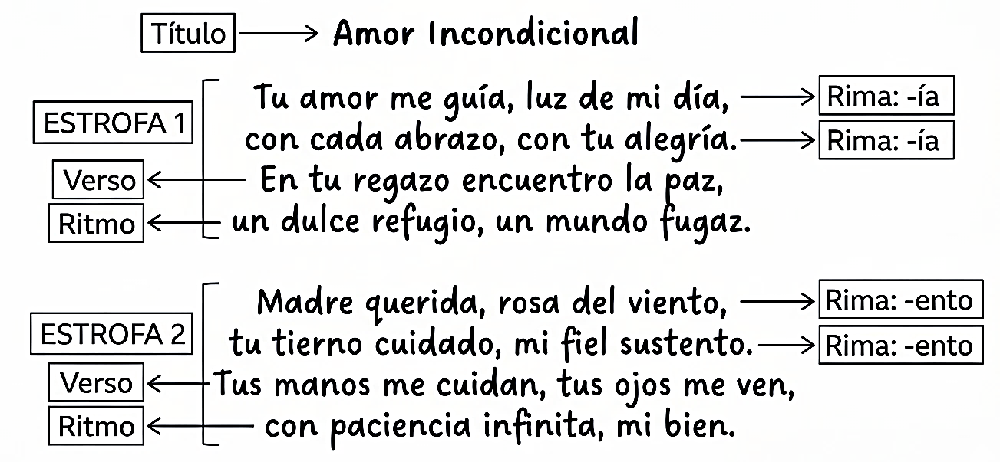 Título Amor Incondicional
Tu amor me guía, luz de mi día, Rima: -ía
ESTROFA 1
con cada abrazo, con tu alegría. Rima: -ía
Verso En tu regazo encuentro la paz,
Ritmo un dulce refugio, un mundo fugaz.
Madre querida, rosa del viento, Rima: -ento
ESTROFA 2
tu tierno cuidado, mi fiel sustento. Rima: -ento
Verso Tus manos me cuidan, tus ojos me ven,
Ritmo con paciencia infinita, mi bien.